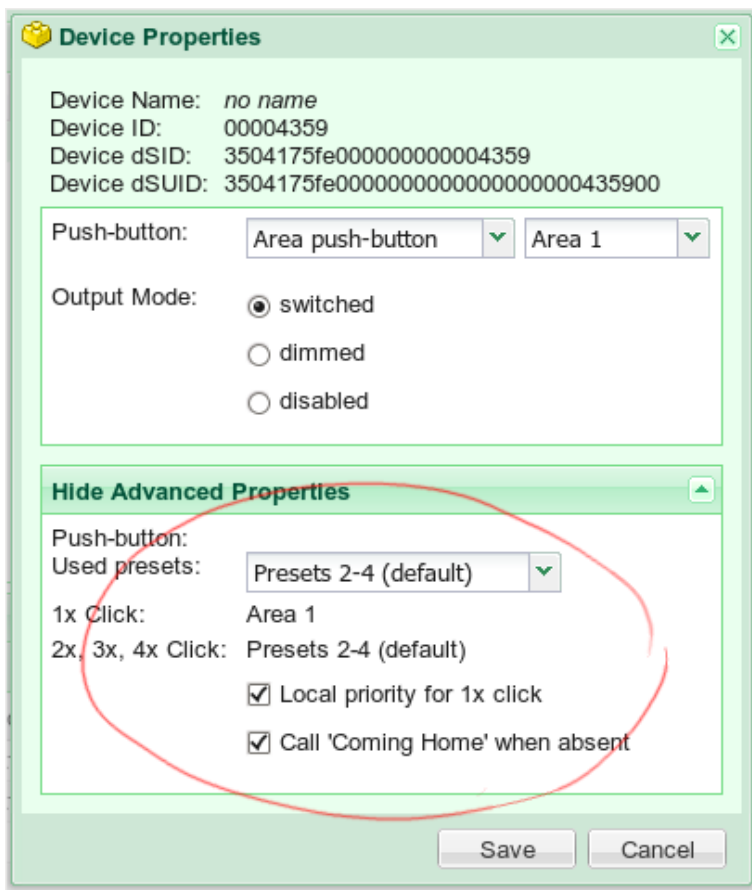 Device Properties
Device Name: no name
Device ID: 00004359
Device dSID: 3504175fe000000000004359
Device dSUID: 3504175fe0000000000000000000435900
Push-button: Area push-button Area 1
Output Mode: switched
dimmed
disabled
Hide Advanced Properties
Push-button:
Used presets: Presets 2-4 (default)
1x Click: Area 1
2x, 3x, 4x Click: Presets 2-4 (default)
Local priority for 1x click
Call 'Coming Home' when absent
Save Cancel